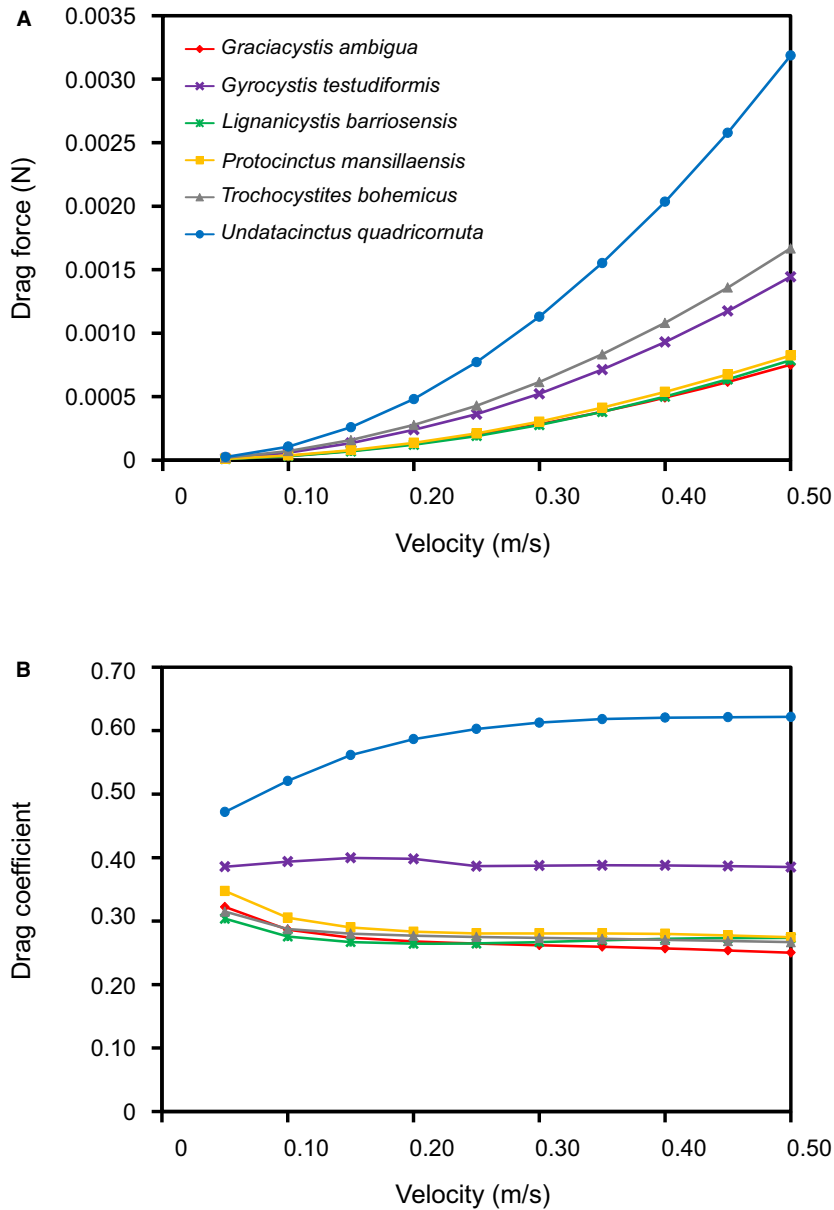 A
0.0035
0.0030
0.0025
0.0020
0.0015
0.0010
0.0005
0
Drag force (N)
Graciacystis ambigua
Gyrocystis testudiformis
Lignanicystis barriosensis
Protocinctus mansillaensis
Trochocystites bohemicus
Undatacinctus quadricornuta
0 0.10 0.20 0.30 0.40 0.50
Velocity (m/s)
B
0.70
0.60
0.50
0.40
0.30
0.20
0.10
0
Drag coefficient
0 0.10 0.20 0.30 0.40 0.50
Velocity (m/s)